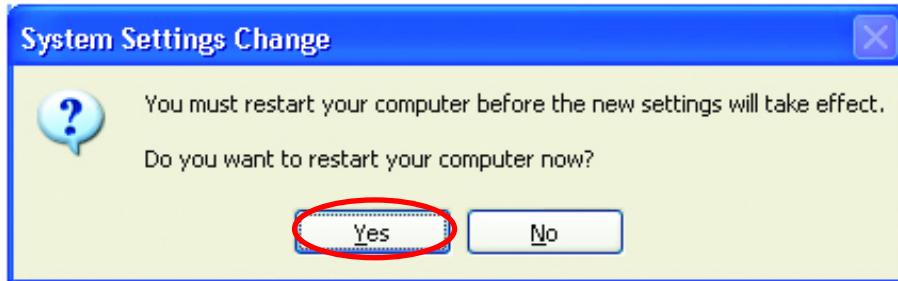 System Settings Change
You must restart your computer before the new settings will take effect.
Do you want to restart your computer now?
Yes
No